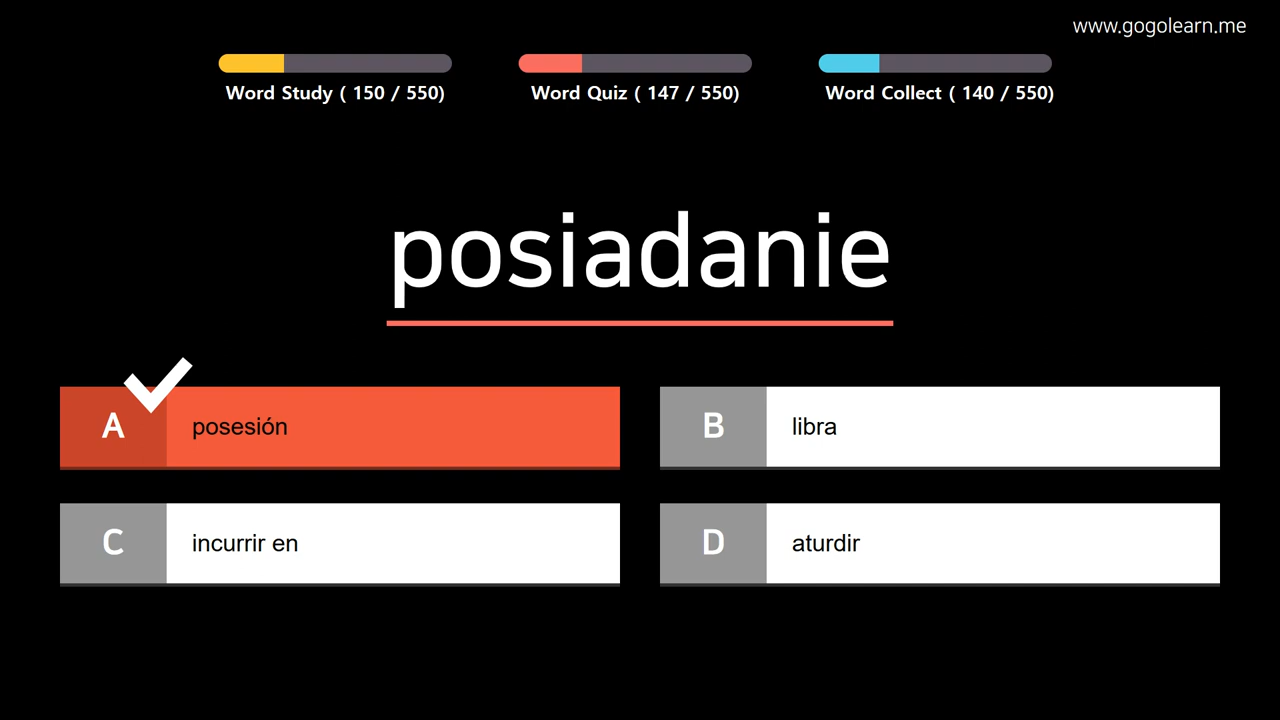 www.gogolearn.me
Word Study ( 150 / 550)
Word Quiz ( 147 / 550)
Word Collect ( 140 / 550)
posiadanie
A posesión
B libra
C incurrir en
D aturdir